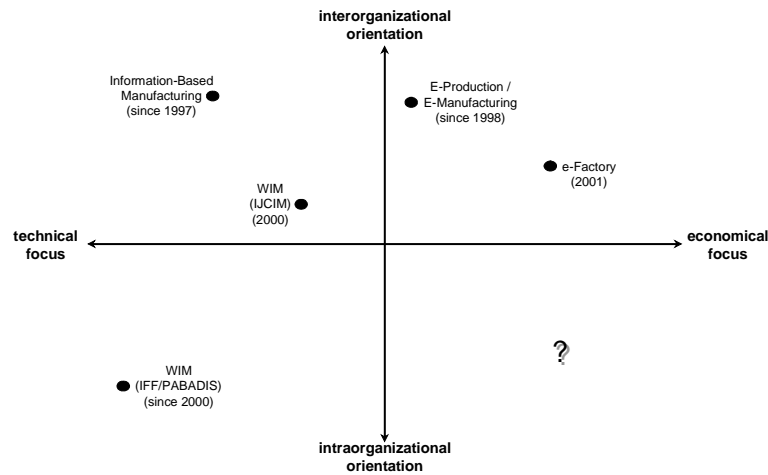 interorganizational
orientation
Information-Based
Manufacturing
(since 1997)
E-Production /
E-Manufacturing
(since 1998)
e-Factory
(2001)
WIM
(IJCIM)
(2000)
technical
focus
economical
focus
?
WIM
(IFF/PABADIS)
(since 2000)
intraorganizational
orientation